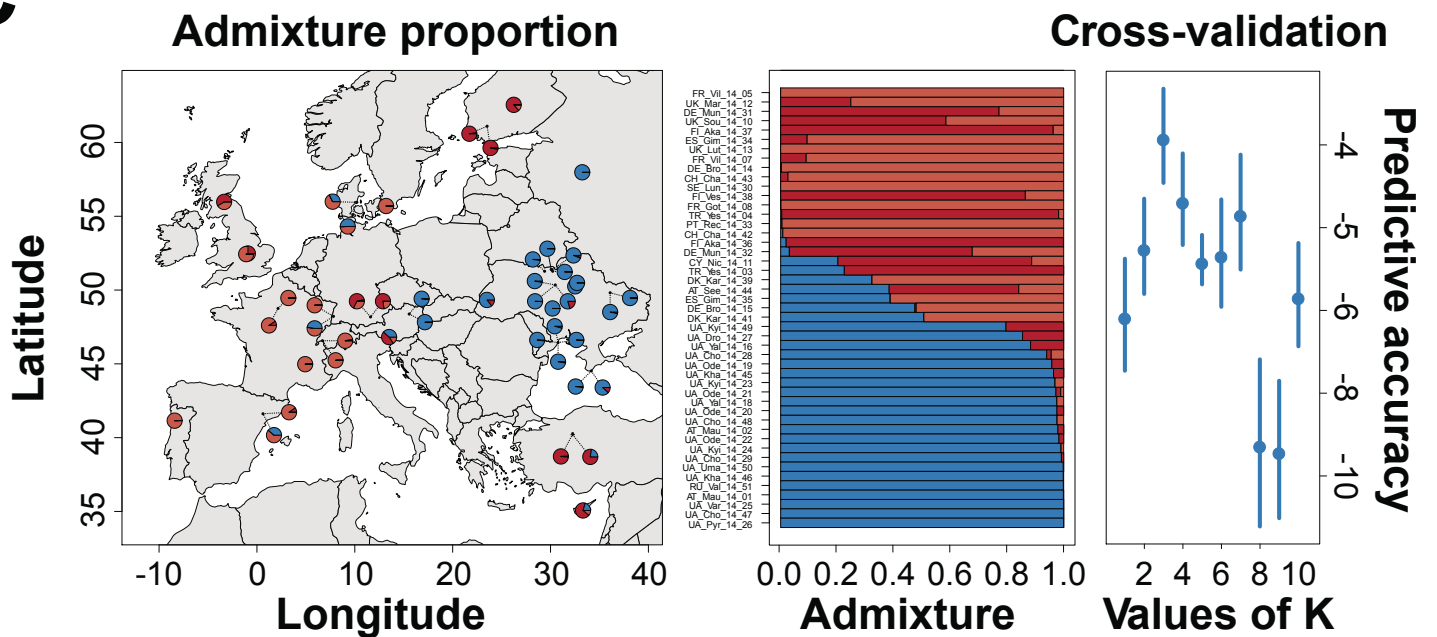 Admixture proportion
Latitude
60
55
50
45
40
35
-10 0 10 20 30 40
Longitude
FR_Vil_14_05
UK_Mar_14_12
DE_Mun_14_31
UK_Sou_14_10
FI_Aka_14_37
ES_Gim_14_34
UK_Lut_14_13
FR_Vil_14_07
DE_Bro_14_14
CH_Cha_14_43
SE_Lun_14_30
FI_Ves_14_38
FR_Got_14_08
TR_Yes_14_04
PT_Rec_14_33
CH_Cha_14_42
FI_Aka_14_36
DE_Mun_14_32
CY_Nic_14_11
TR_Yes_14_03
DK_Kar_14_39
AT_See_14_44
ES_Gim_14_35
DE_Bro_14_15
DK_Kar_14_41
UA_Kyi_14_49
UA_Dro_14_27
UA_Yal_14_16
UA_Cho_14_28
UA_Ode_14_19
UA_Kha_14_45
UA_Kyi_14_23
UA_Ode_14_21
UA_Yal_14_18
UA_Ode_14_20
UA_Cho_14_48
AT_Mau_14_02
UA_Ode_14_22
UA_Kyi_14_24
UA_Cho_14_29
UA_Uma_14_50
UA_Kha_14_46
RU_Val_14_51
AT_Mau_14_01
UA_Var_14_25
UA_Cho_14_47
UA_Pyr_14_26
0.0 0.2 0.4 0.6 0.8 1.0
Admixture
Cross-validation
-4
-5
-6
-8
-10
Predictive accuracy
2 4 6 8 10
Values of K